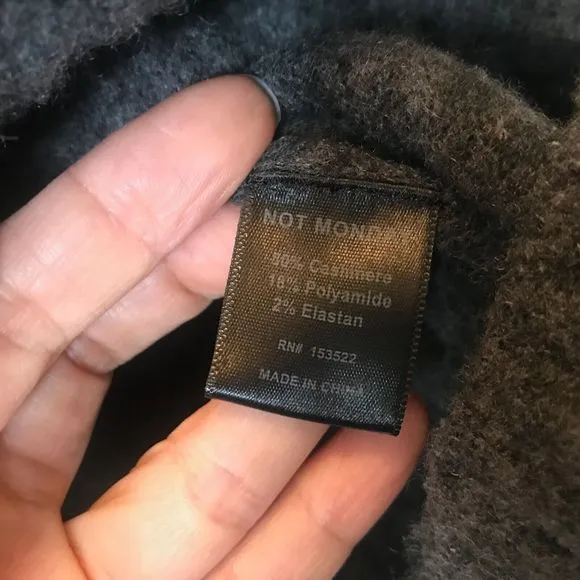 NOT MONDAY
80% Cashmere
18% Polyamide
2% Elastan
RN# 153522
MADE IN CHINA